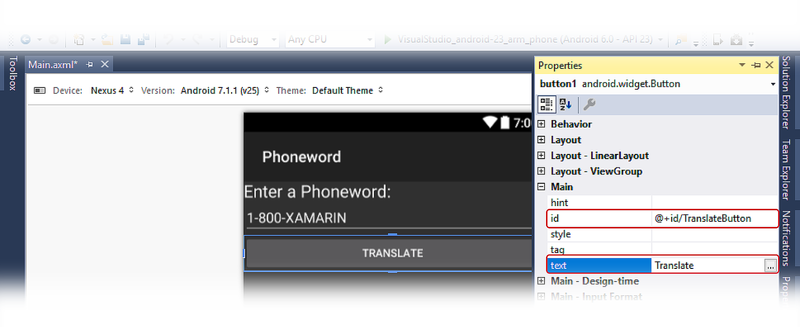 Debug Any CPU VisualStudio_android-23_arm_phone (Android 6.0 - API 23)
Toolbox
Main.axml*
Device: Nexus 4 Version: Android 7.1.1 (v25) Theme: Default Theme
7:0
Phoneword
Enter a Phoneword:
1-800-XAMARIN
TRANSLATE
Properties
button1 android.widget.Button
Behavior
Layout
Layout - LinearLayout
Layout - ViewGroup
Main
hint
id @+id/TranslateButton
style
tag
text Translate ...
Main - Design-time
Main - Input Format
Solution Explorer
Team Explorer
Notifications